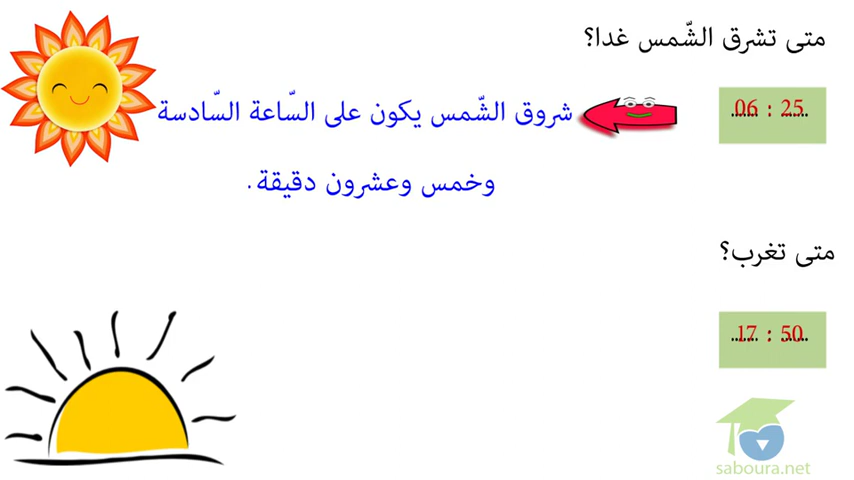 متى تشرق الشّمس غدا؟
06 : 25
شروق الشّمس يكون على السّاعة السّادسة
وخمس وعشرون دقيقة .
متى تغرب؟
17 : 50
saboura.net